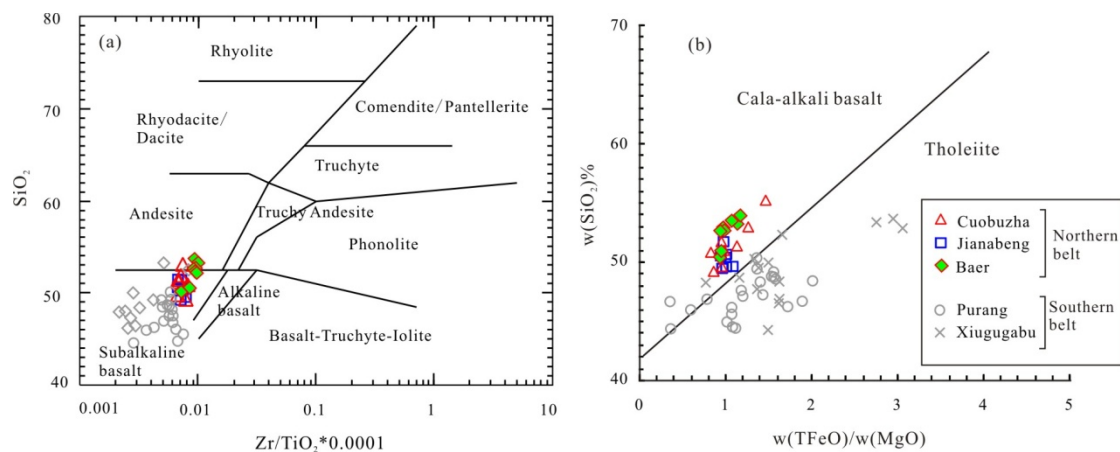 (a)
80
70
60
50
40
SiO₂
Rhyolite
Comendite/Pantellerite
Rhyodacite/
Dacite
Truchyte
Andesite
Truchy Andesite
Phonolite
Alkaline
basalt
Subalkaline
basalt
Basalt-Truchyte-Iolite
0.001
0.01
0.1
1
10
Zr/TiO₂*0.0001
(b)
70
60
50
40
w(SiO₂)%
Cala-alkali basalt
Tholeiite
Cuobuzha
Jianabeng
Baer
Northern
belt
Purang
Xiugugabu
Southern
belt
0
1
2
3
4
5
w(TFeO)/w(MgO)